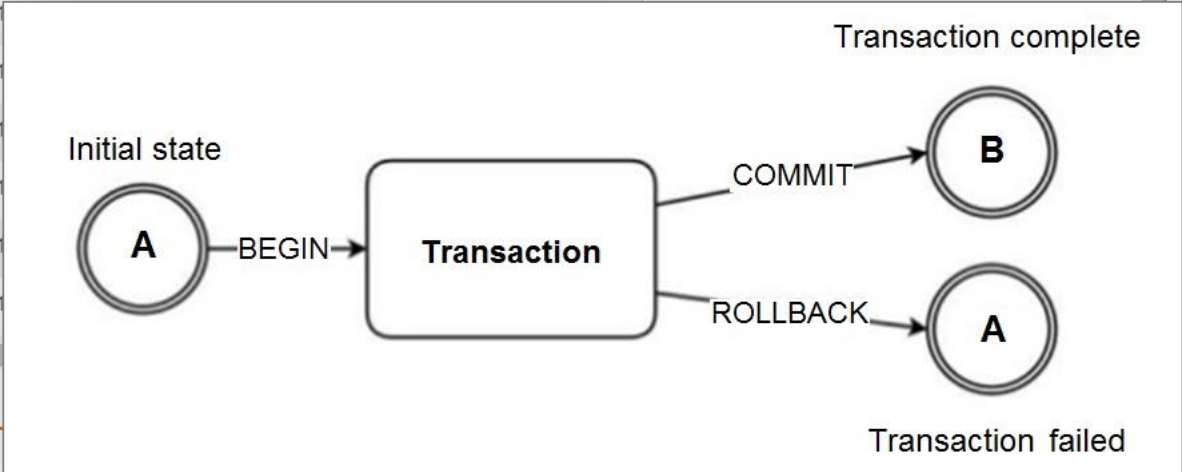 Transaction complete
Initial state
B
COMMIT
A
BEGIN
Transaction
ROLLBACK
A
Transaction failed